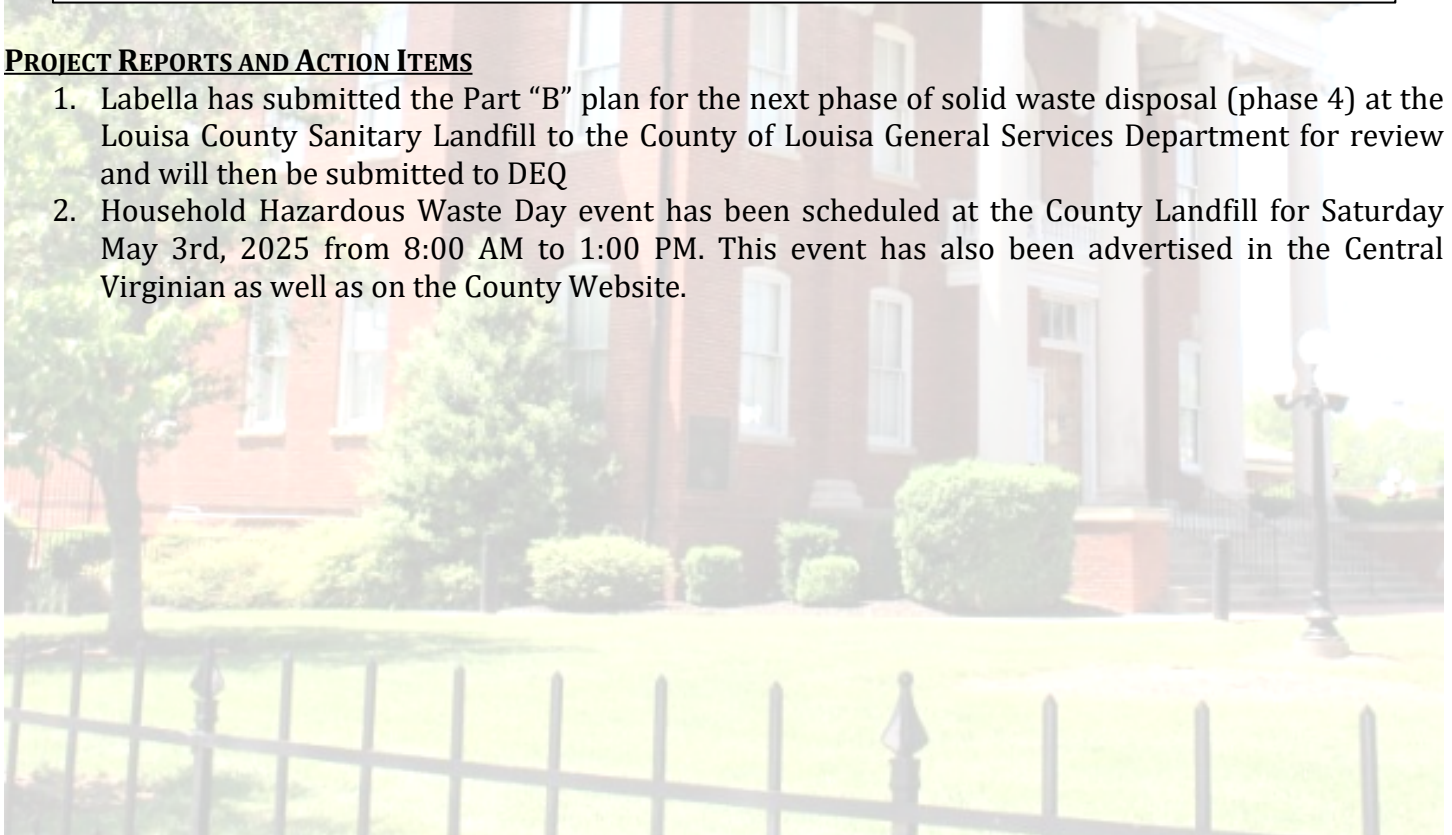 PROJECT REPORTS AND ACTION ITEMS
1. Labella has submitted the Part “B” plan for the next phase of solid waste disposal (phase 4) at the
Louisa County Sanitary Landfill to the County of Louisa General Services Department for review
and will then be submitted to DEQ
2. Household Hazardous Waste Day event has been scheduled at the County Landfill for Saturday
May 3rd, 2025 from 8:00 AM to 1:00 PM. This event has also been advertised in the Central
Virginian as well as on the County Website.